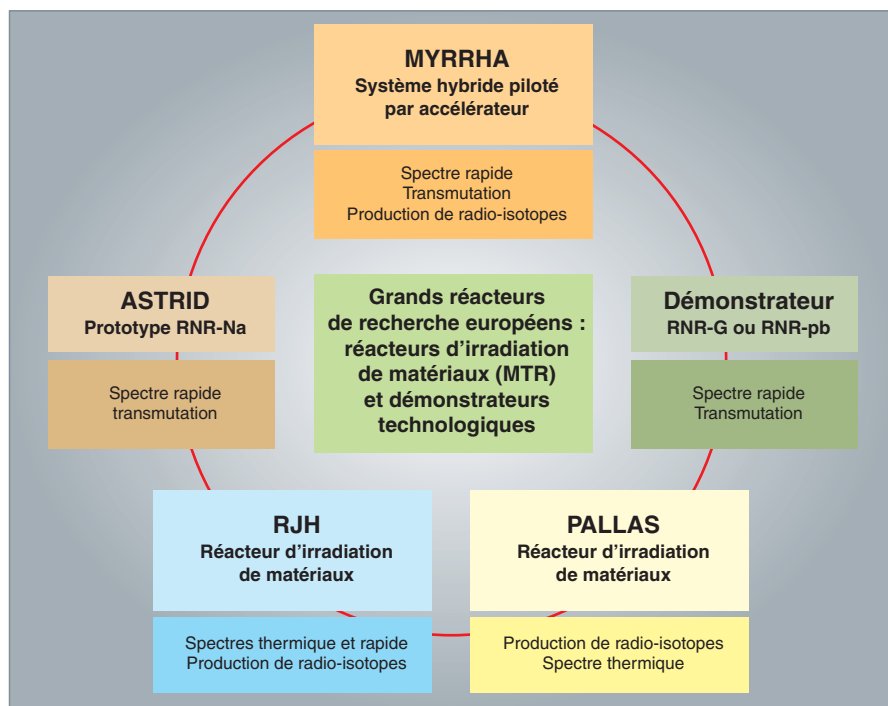 MYRRHA
Système hybride piloté
par accélérateur
Spectre rapide
Transmutation
Production de radio-isotopes
ASTRID
Prototype RNR-Na
Spectre rapide
transmutation
Grands réacteurs
de recherche européens :
réacteurs d’irradiation
de matériaux (MTR)
et démonstrateurs
technologiques
Démonstrateur
RNR-G ou RNR-pb
Spectre rapide
Transmutation
RJH
Réacteur d’irradiation
de matériaux
Spectres thermique et rapide
Production de radio-isotopes
PALLAS
Réacteur d’irradiation
de matériaux
Production de radio-isotopes
Spectre thermique